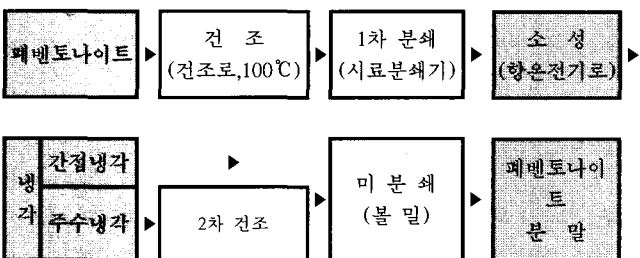 폐벤토나이트
건 조
(건조로,100℃)
1차 분쇄
(시료분쇄기)
소 성
(항온전기로)
냉
각
간접냉각
주수냉각
2차 건조
미 분 쇄
(볼 밀)
폐벤토나이
트
분 말